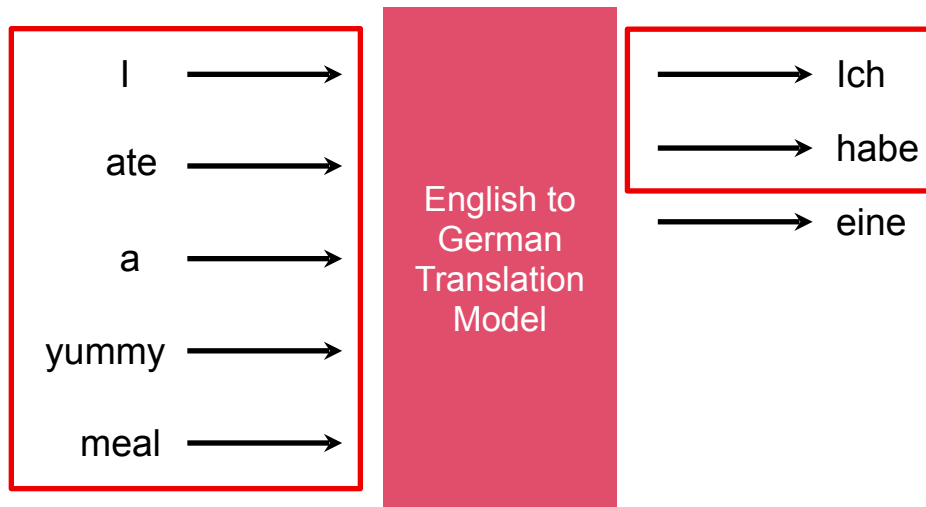 I
ate
a
yummy
meal
English to
German
Translation
Model
Ich
habe
eine